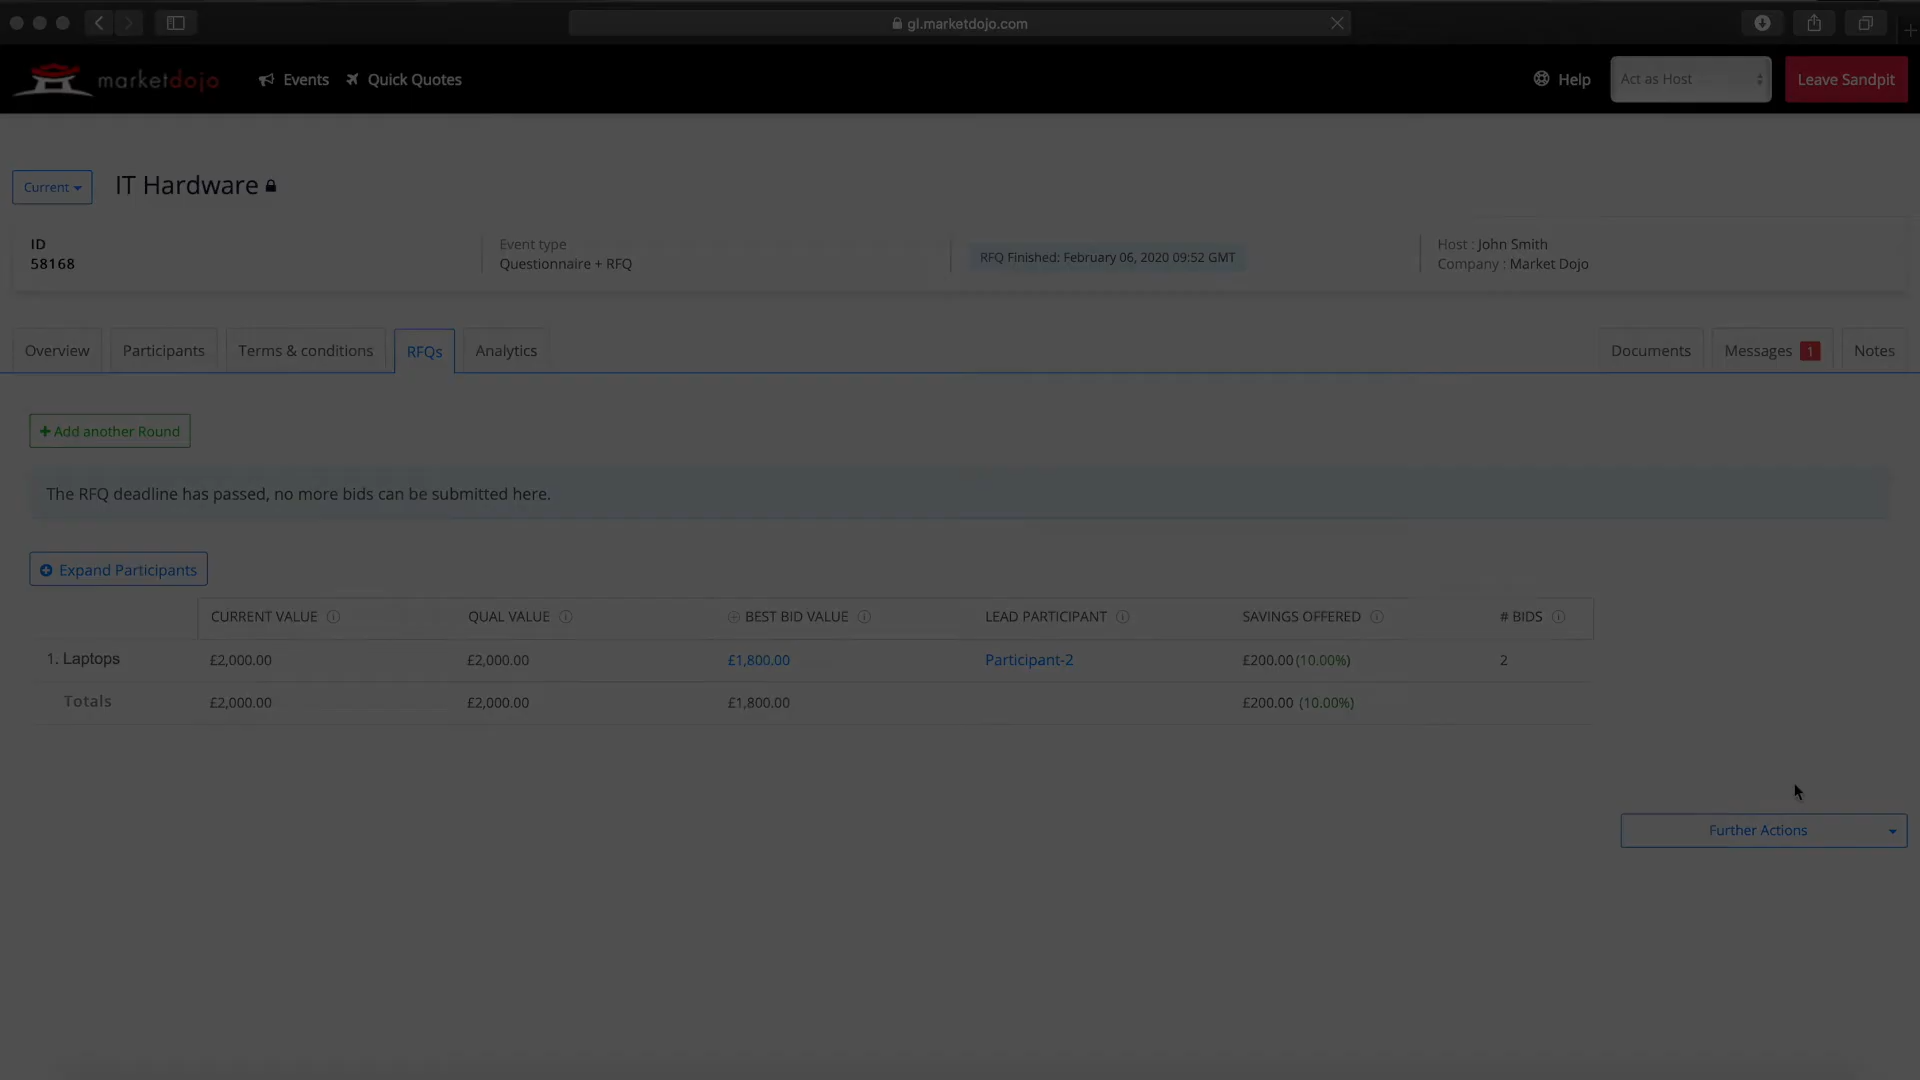 gl.marketdojo.com
marketdojo Events Quick Quotes Help Act as Host Leave Sandpit
Current IT Hardware
ID Event type
58168 Questionnaire + RFQ
RFQ Finished: February 06, 2020 09:52 GMT
Host : John Smith
Company : Market Dojo
Overview Participants Terms & conditions RFQs Analytics Documents Messages 1 Notes
+ Add another Round
The RFQ deadline has passed, no more bids can be submitted here.
Expand Participants
CURRENT VALUE QUAL VALUE BEST BID VALUE LEAD PARTICIPANT SAVINGS OFFERED # BIDS
1. Laptops £2,000.00 £2,000.00 £1,800.00 Participant-2 £200.00 (10.00%) 2
Totals £2,000.00 £2,000.00 £1,800.00 £200.00 (10.00%)
Further Actions